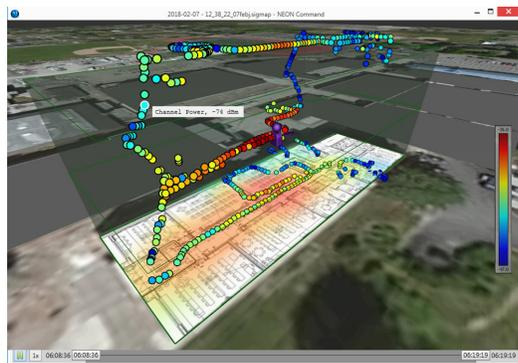 2018-02-07 - 12_38_22_07febj.sigmap - NEON Command
Channel Power, -74 dBm
1x 06:08:36 06:08:36 06:19:19 06:19:19